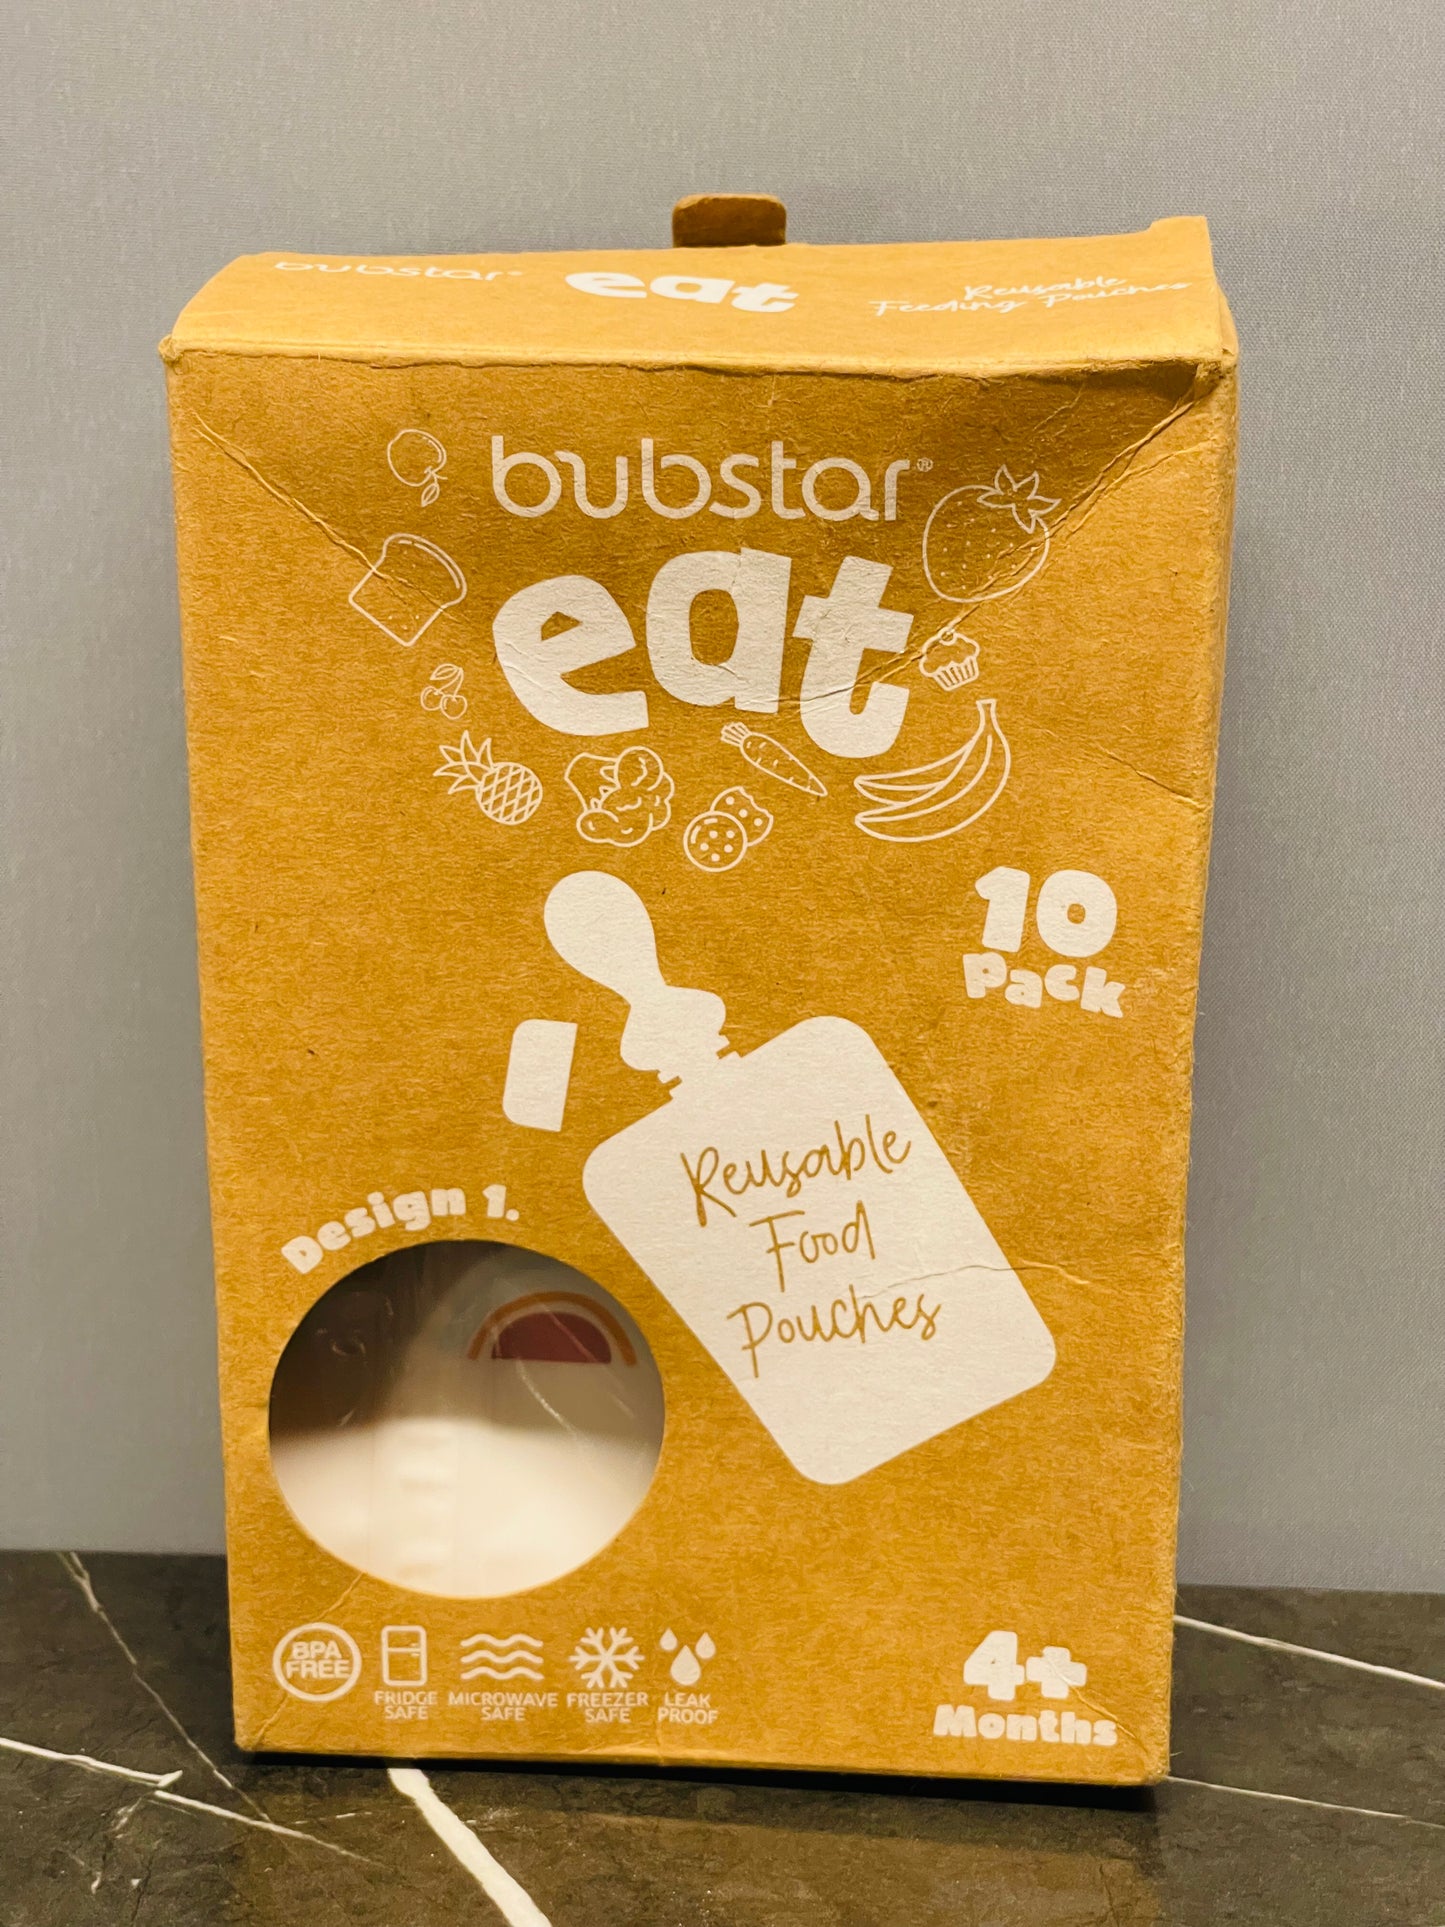 bubstar® eat Reusable
Feeding Pouches
bubstar®
eat
10
Pack
Reusable
Food
Pouches
Design 1.
BPA
FREE
FRIDGE
SAFE
MICROWAVE
SAFE
FREEZER
SAFE
LEAK
PROOF
4+
Months